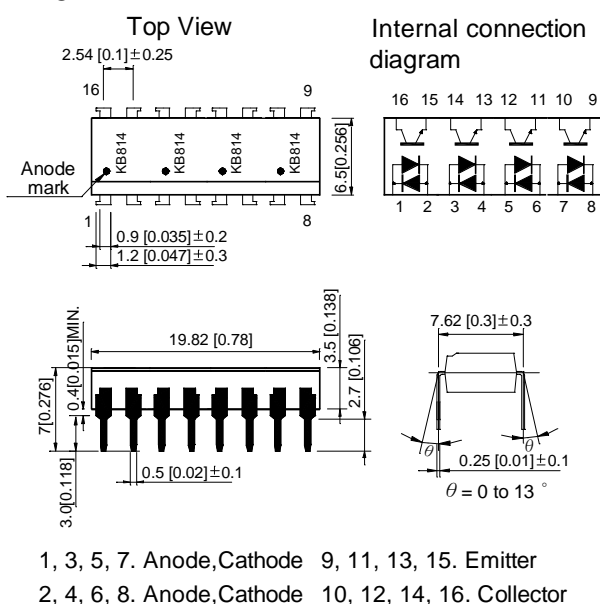 Top View
Internal connection
diagram
2.54 [0.1]±0.25
16 9
16 15 14 13 12 11 10 9
KB814 KB814 KB814 KB814
6.5[0.256]
Anode
mark
1 8
1 2 3 4 5 6 7 8
0.9 [0.035]±0.2
1.2 [0.047]±0.3
19.82 [0.78]
3.5 [0.138]
2.7 [0.106]
0.4[0.015]MIN.
7[0.276]
3.0[0.118]
0.5 [0.02]±0.1
7.62 [0.3]±0.3
θ θ
0.25 [0.01]±0.1
θ = 0 to 13 °
1, 3, 5, 7. Anode,Cathode 9, 11, 13, 15. Emitter
2, 4, 6, 8. Anode,Cathode 10, 12, 14, 16. Collector